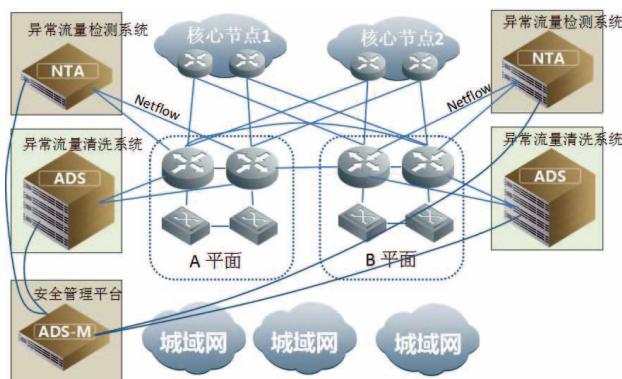 异常流量检测系统
NTA
核心节点1
核心节点2
异常流量检测系统
NTA
Netflow
Netflow
异常流量清洗系统
ADS
异常流量清洗系统
ADS
A 平面
B 平面
安全管理平台
ADS-M
城域网
城域网
城域网